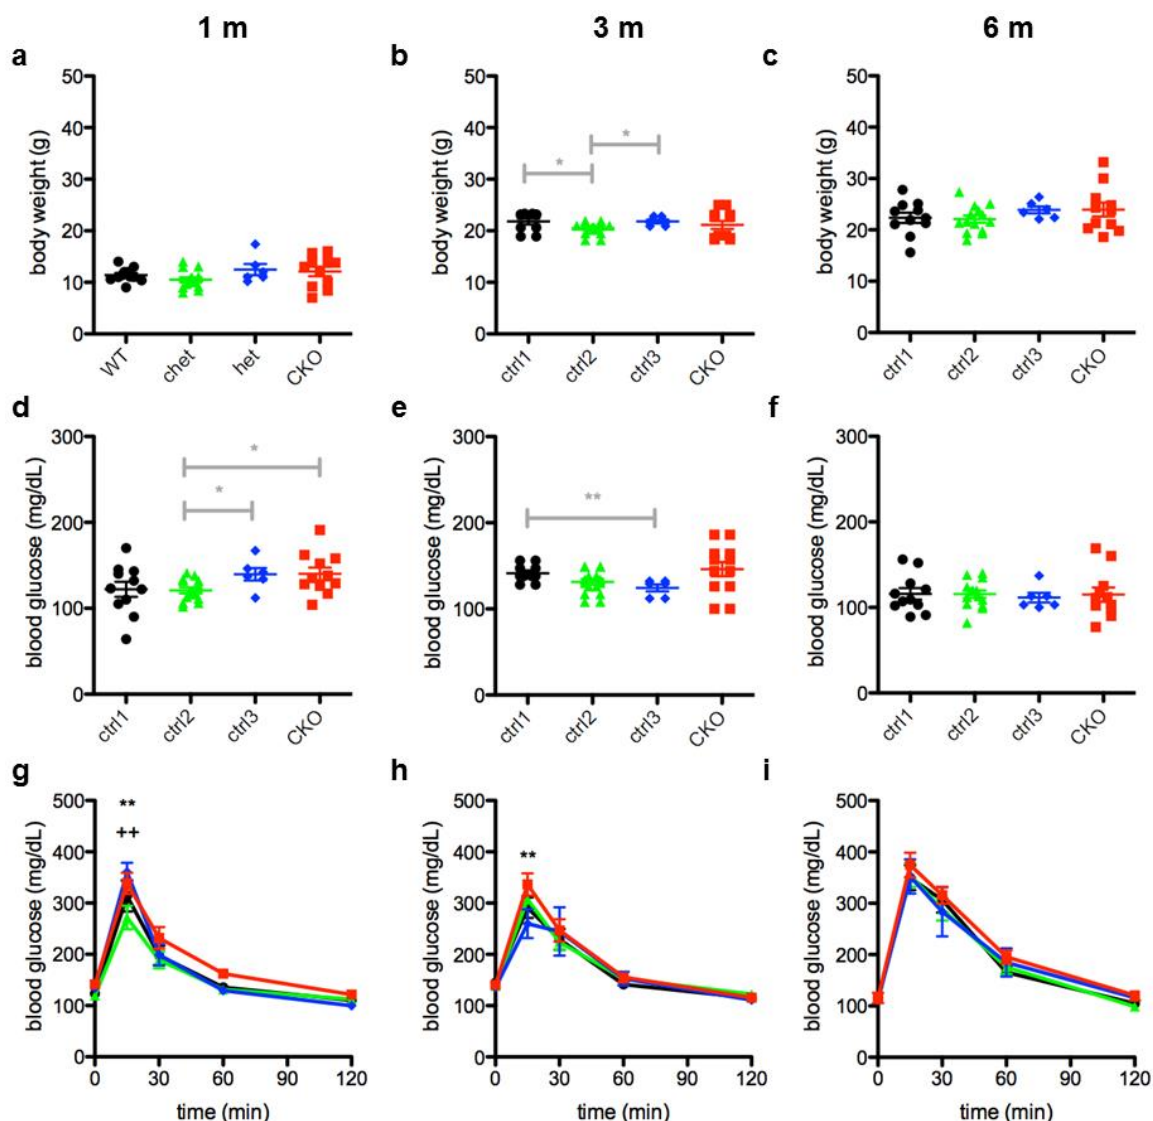 1 m 3 m 6 m
a b c
body weight (g) body weight (g) body weight (g)
50 50 50
40 40 40
30 30 30
20 20 20
10 10 10
0 0 0
* *
WT chet het CKO ctrl1 ctrl2 ctrl3 CKO ctrl1 ctrl2 ctrl3 CKO
d e f
blood glucose (mg/dL) blood glucose (mg/dL) blood glucose (mg/dL)
300 300 300
200 200 200
100 100 100
0 0 0
* * **
ctrl1 ctrl2 ctrl3 CKO ctrl1 ctrl2 ctrl3 CKO ctrl1 ctrl2 ctrl3 CKO
g h i
blood glucose (mg/dL) blood glucose (mg/dL) blood glucose (mg/dL)
500 500 500
400 400 400
300 300 300
200 200 200
100 100 100
0 0 0
** ++ **
0 30 60 90 120 0 30 60 90 120 0 30 60 90 120
time (min) time (min) time (min)